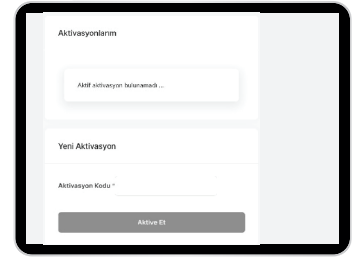 Aktivasyonlarım
Aktif aktivasyon bulunamadı ...
Yeni Aktivasyon
Aktivasyon Kodu *
Aktive Et